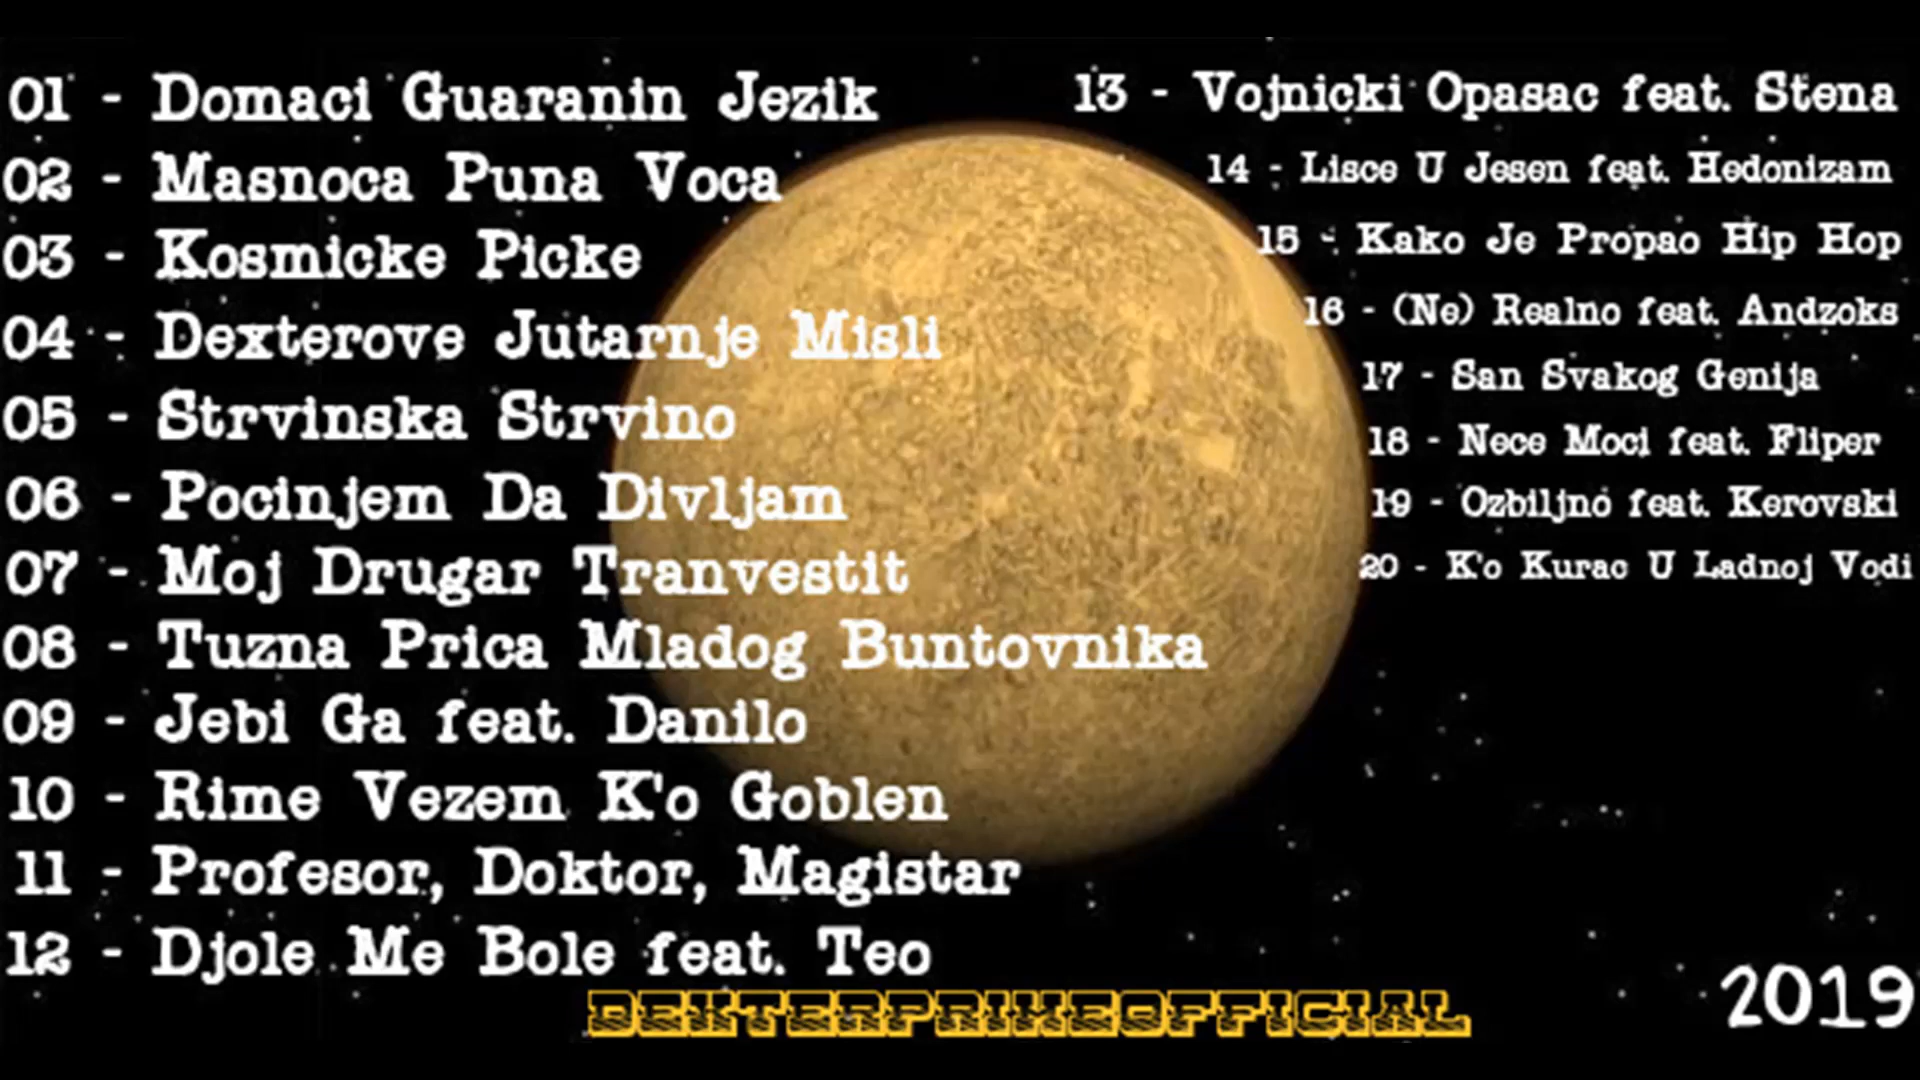 01 - Domaci Guaranin Jezik
02 - Masnoca Puna Voca
03 - Kosmicke Picke
04 - Dexterove Jutarnje Misli
05 - Strvinska Strvino
06 - Pocinjem Da Divljam
07 - Moj Drugar Tranvestit
08 - Tuzna Prica Mladog Buntovnika
09 - Jebi Ga feat. Danilo
10 - Rime Vezem K'o Goblen
11 - Profesor, Doktor, Magistar
12 - Djole Me Bole feat. Teo
13 - Vojnicki Opasac feat. Stena
14 - Lisce U Jesen feat. Hedonizam
15 - Kako Je Propao Hip Hop
16 - (Ne) Realno feat. Andzoks
17 - San Svakog Genija
18 - Nece Moci feat. Fliper
19 - Ozbiljno feat. Kerovski
20 - K'o Kurac U Ladnoj Vodi
DEXTERPRIMEOFFICIAL
2019